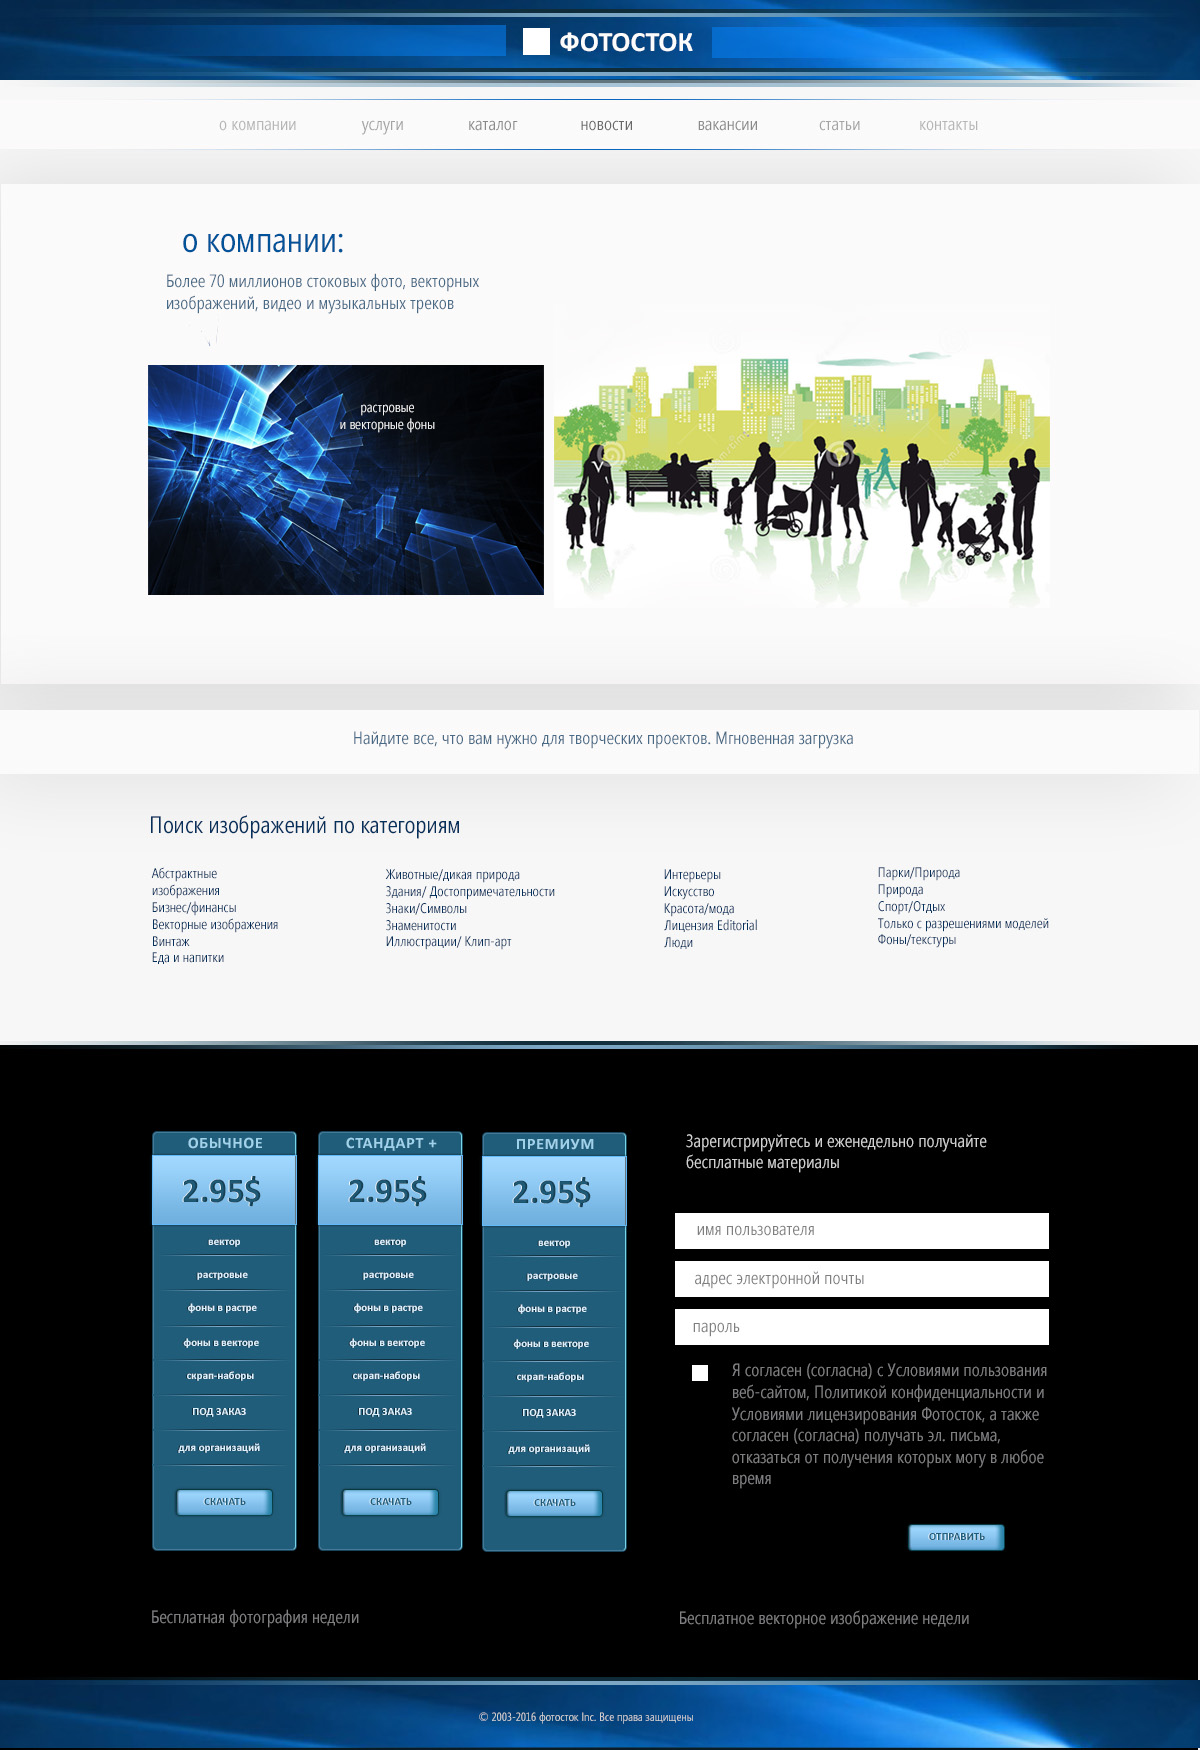 ФОТОСТОК
о компании услуги каталог новости вакансии статьи контакты
о компании:
Более 70 миллионов стоковых фото, векторных
изображений, видео и музыкальных треков
растровые
и векторные фоны
Найдите все, что вам нужно для творческих проектов. Мгновенная загрузка
Поиск изображений по категориям
Абстрактные
изображения
Бизнес/финансы
Векторные изображения
Винтаж
Еда и напитки
Животные/дикая природа
Здания/ Достопримечательности
Знаки/Символы
Знаменитости
Иллюстрации/ Клип-арт
Интерьеры
Искусство
Красота/мода
Лицензия Editorial
Люди
Парки/Природа
Природа
Спорт/Отдых
Только с разрешениями моделей
Фоны/текстуры
ОБЫЧНОЕ
2.95$
вектор
растровые
фоны в растре
фоны в векторе
скрап-наборы
ПОД ЗАКАЗ
для организаций
СКАЧАТЬ
СТАНДАРТ +
2.95$
вектор
растровые
фоны в растре
фоны в векторе
скрап-наборы
ПОД ЗАКАЗ
для организаций
СКАЧАТЬ
ПРЕМИУМ
2.95$
вектор
растровые
фоны в растре
фоны в векторе
скрап-наборы
ПОД ЗАКАЗ
для организаций
СКАЧАТЬ
Зарегистрируйтесь и еженедельно получайте
бесплатные материалы
имя пользователя
адрес электронной почты
пароль
Я согласен (согласна) с Условиями пользования
веб-сайтом, Политикой конфиденциальности и
Условиями лицензирования Фотосток, а также
согласен (согласна) получать эл. письма,
отказаться от получения которых могу в любое
время
ОТПРАВИТЬ
Бесплатная фотография недели
Бесплатное векторное изображение недели
© 2003-2016 фотосток Inc. Все права защищены